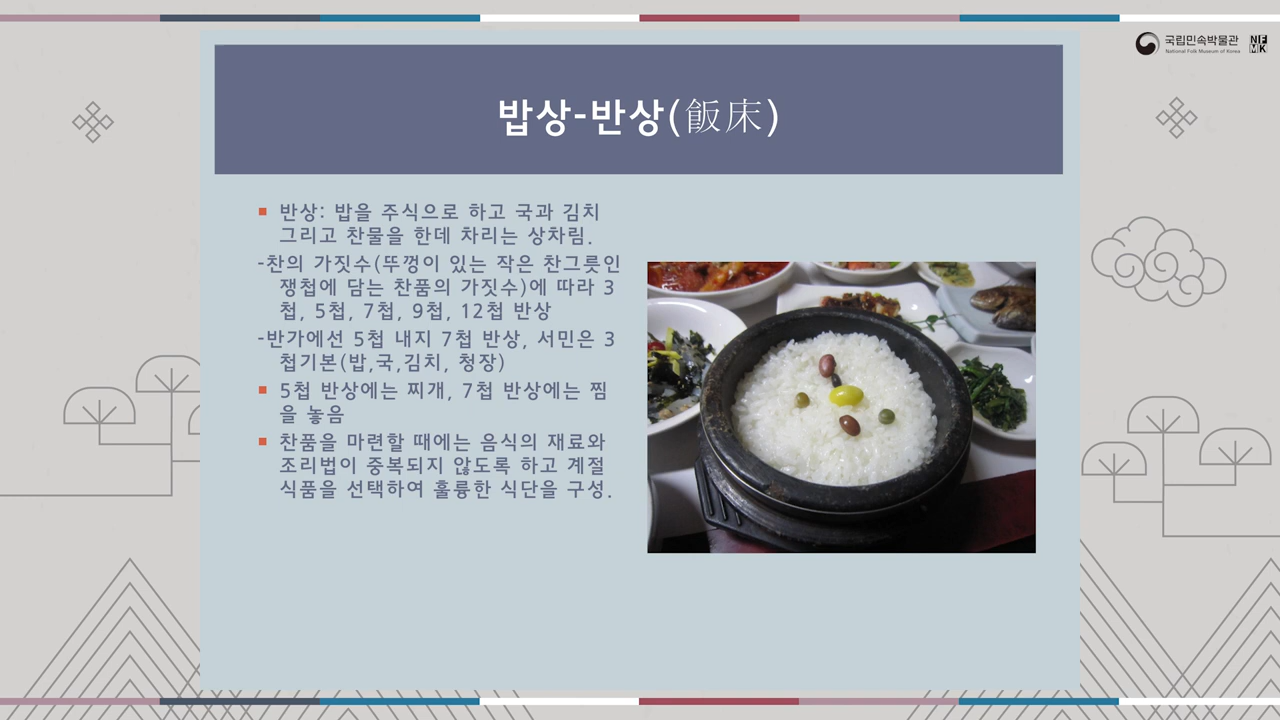 국립민속박물관
National Folk Museum of Korea
NF
MK
밥상-반상(飯床)
반상: 밥을 주식으로 하고 국과 김치
그리고 찬물을 한데 차리는 상차림.
-찬의 가짓수(뚜껑이 있는 작은 찬그릇인
쟁첩에 담는 찬품의 가짓수)에 따라 3
첩, 5첩, 7첩, 9첩, 12첩 반상
-반가에선 5첩 내지 7첩 반상, 서민은 3
첩기본(밥,국,김치, 청장)
5첩 반상에는 찌개, 7첩 반상에는 찜
을 놓음
찬품을 마련할 때에는 음식의 재료와
조리법이 중복되지 않도록 하고 계절
식품을 선택하여 훌륭한 식단을 구성.